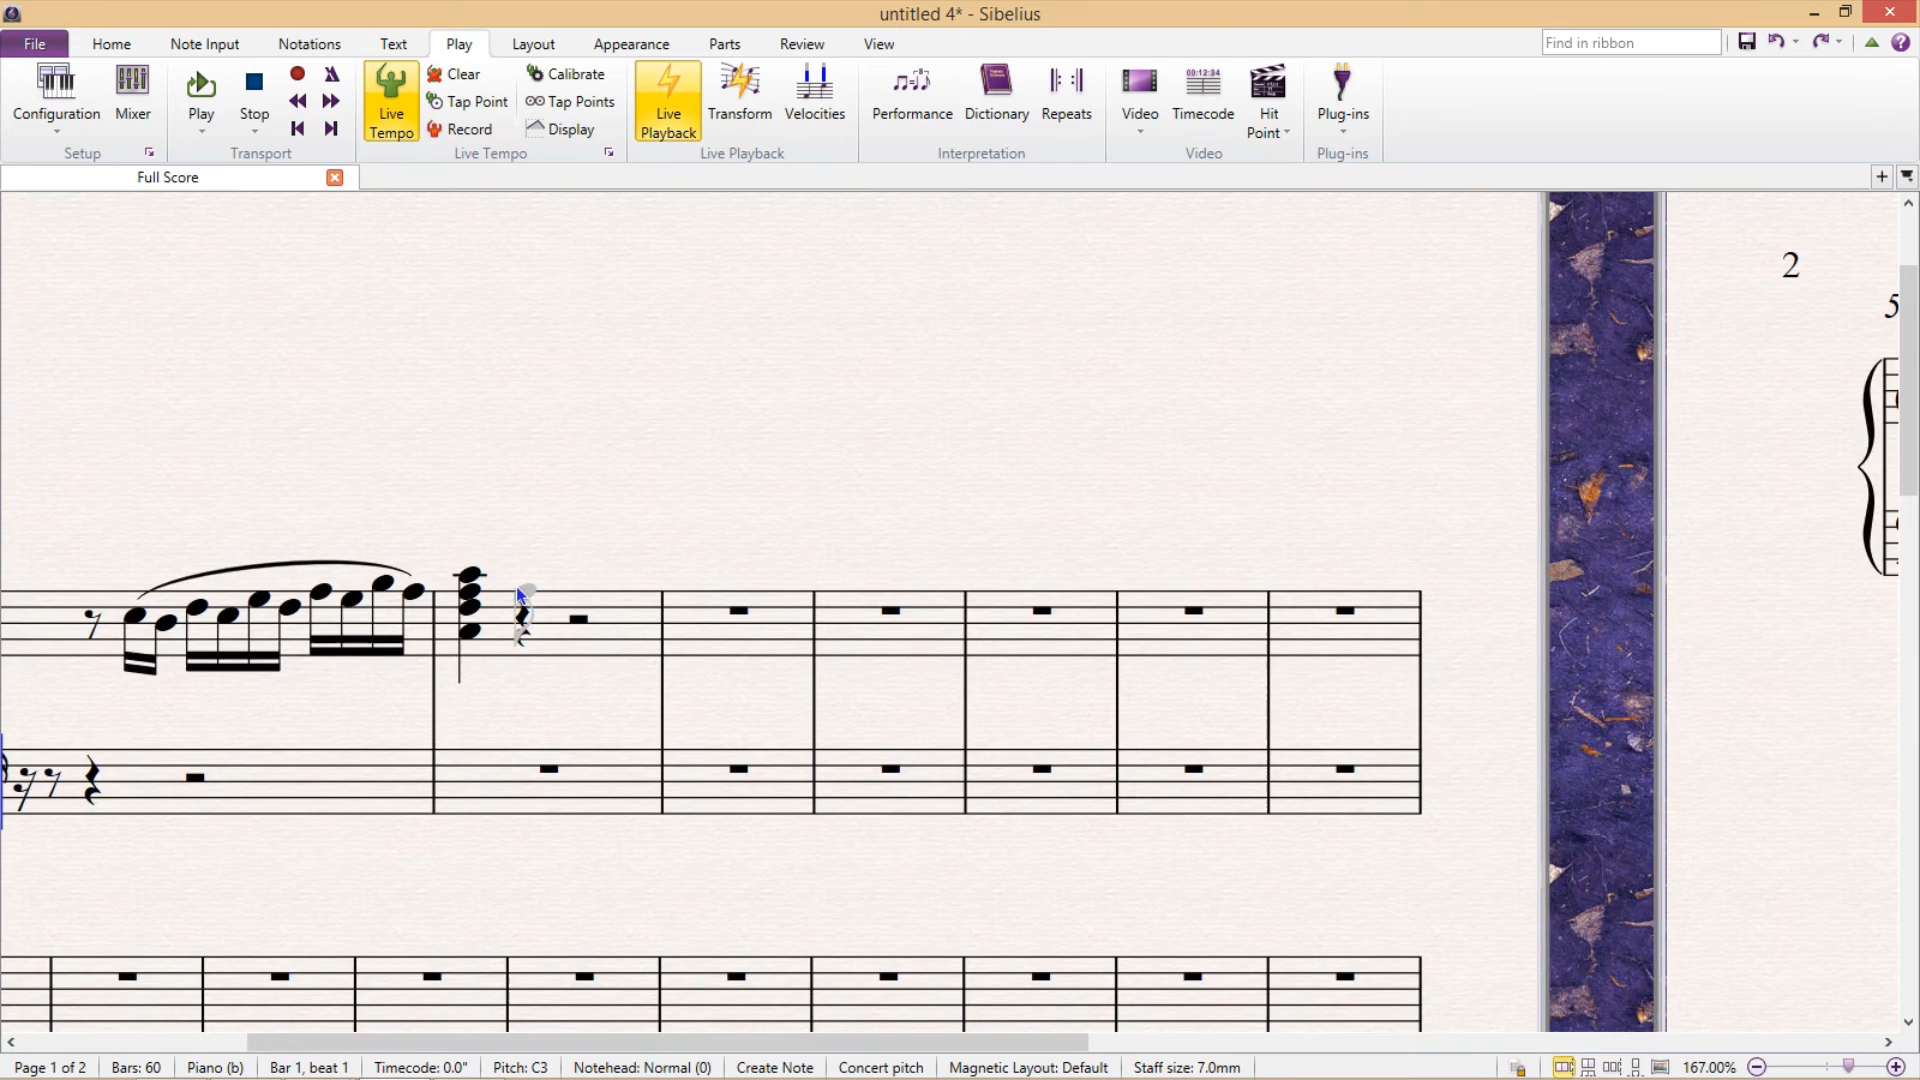 untitled 4* - Sibelius
File Home Note Input Notations Text Play Layout Appearance Parts Review View Find in ribbon
Configuration Mixer Play Stop Live Tempo Clear Tap Point Record Calibrate Tap Points Display Live Playback Transform Velocities Performance Dictionary Repeats Video Timecode 00:12:34 Hit Point Plug-ins
Setup Transport Live Tempo Live Playback Interpretation Video Plug-ins
Full Score
2
5
Page 1 of 2 Bars: 60 Piano (b) Bar 1, beat 1 Timecode: 0.0" Pitch: C3 Notehead: Normal (0) Create Note Concert pitch Magnetic Layout: Default Staff size: 7.0mm 167.00%